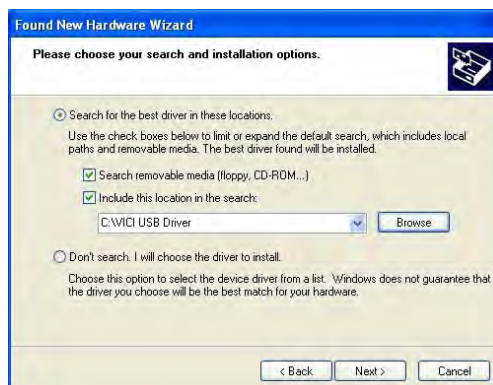 Found New Hardware Wizard
Please choose your search and installation options.
Search for the best driver in these locations.
Use the check boxes below to limit or expand the default search, which includes local
paths and removable media. The best driver found will be installed.
Search removable media (floppy, CD-ROM...)
Include this location in the search:
C:\VICI USB Driver
Browse
Don't search. I will choose the driver to install.
Choose this option to select the device driver from a list. Windows does not guarantee that
the driver you choose will be the best match for your hardware.
< Back
Next >
Cancel